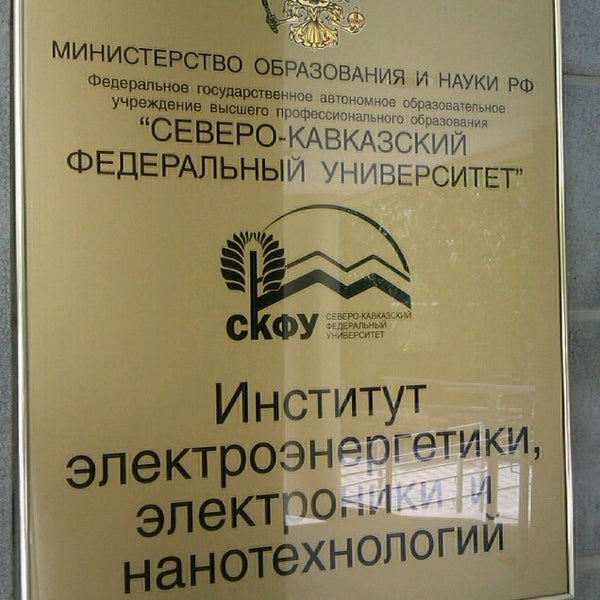 МИНИСТЕРСТВО ОБРАЗОВАНИЯ И НАУКИ РФ
Федеральное государственное автономное образовательное
учреждение высшего профессионального образования
“СЕВЕРО-КАВКАЗСКИЙ
ФЕДЕРАЛЬНЫЙ УНИВЕРСИТЕТ”
СКФУ
СЕВЕРО-КАВКАЗСКИЙ
ФЕДЕРАЛЬНЫЙ
УНИВЕРСИТЕТ
Институт
электроэнергетики,
электроники и
нанотехнологий